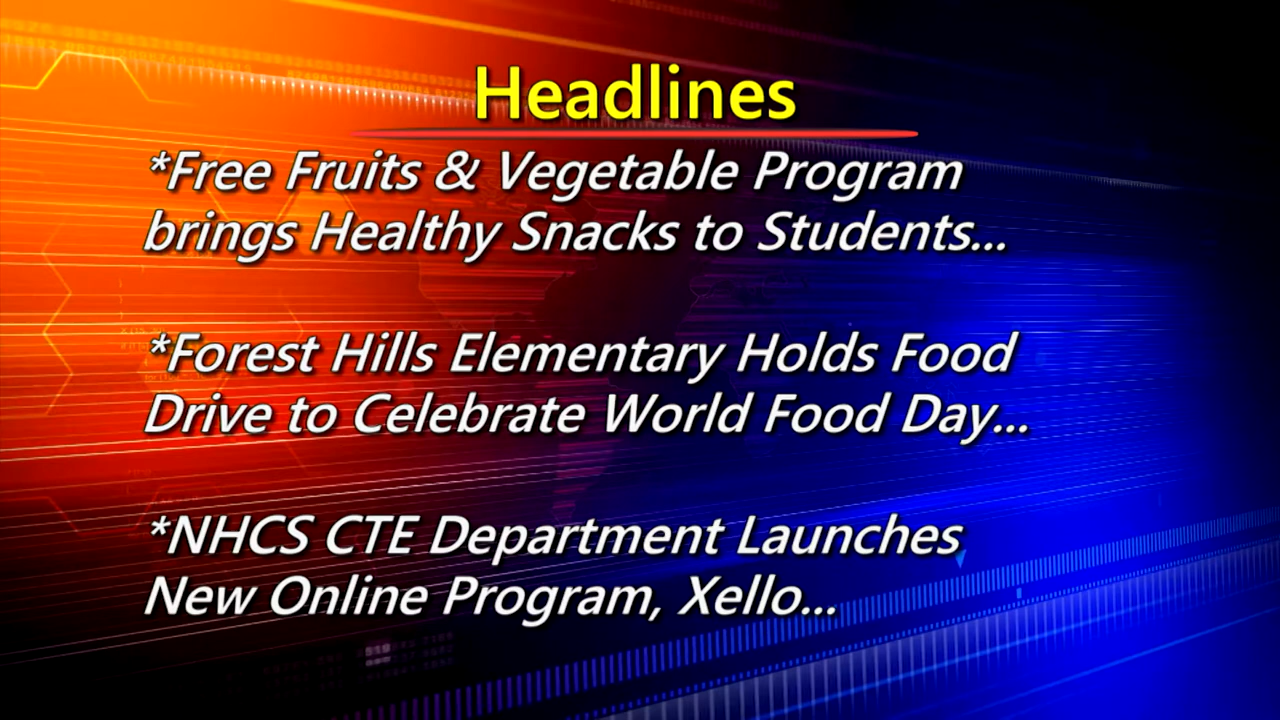 Headlines
*Free Fruits & Vegetable Program
brings Healthy Snacks to Students...
*Forest Hills Elementary Holds Food
Drive to Celebrate World Food Day...
*NHCS CTE Department Launches
New Online Program, Xello...